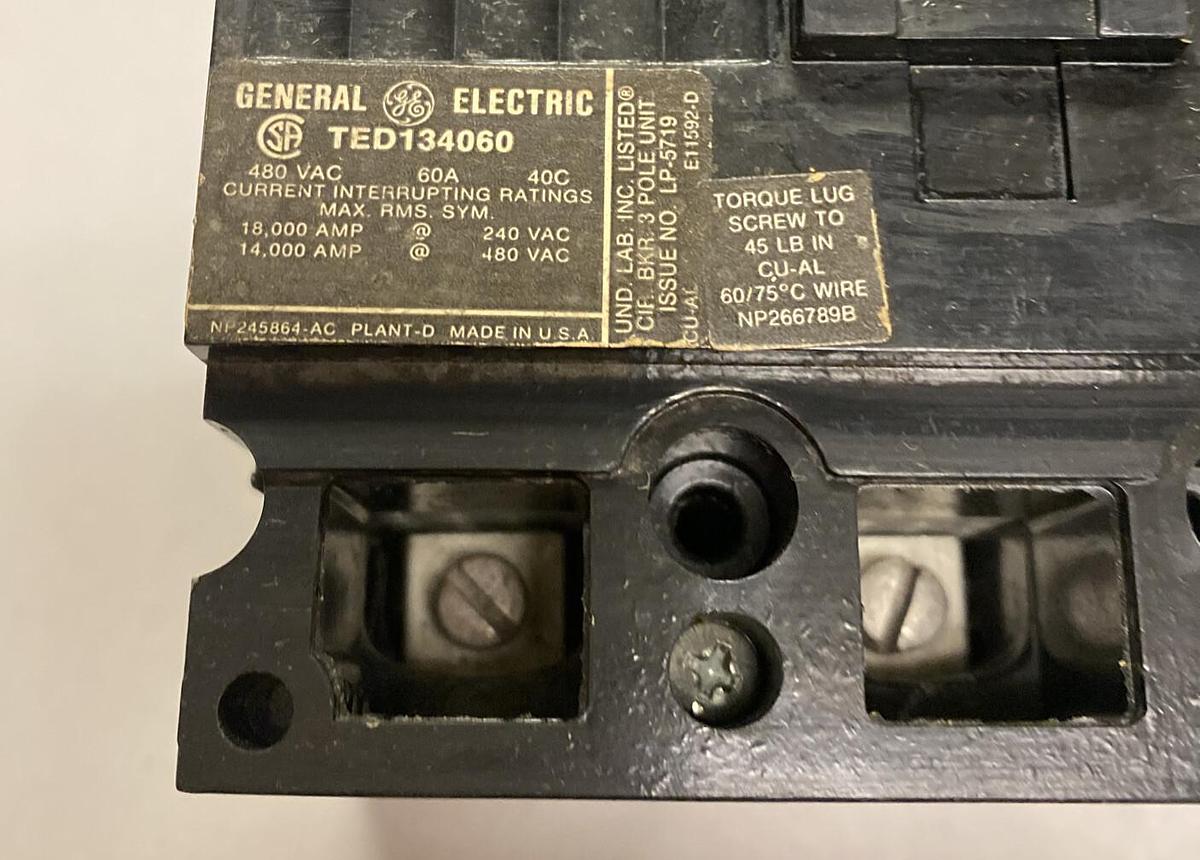 GENERAL GE ELECTRIC
SA TED134060
480 VAC 60A 40C
CURRENT INTERRUPTING RATINGS
MAX. RMS. SYM.
18,000 AMP @ 240 VAC
14,000 AMP @ 480 VAC
NP245864-AC PLANT-D MADE IN U.S.A.
UND. LAB. INC. LISTED®
CIR. BKR. 3 POLE UNIT
ISSUE NO. LP-5719
CU-AL E11592-D
TORQUE LUG
SCREW TO
45 LB IN
CU-AL
60/75°C WIRE
NP266789B